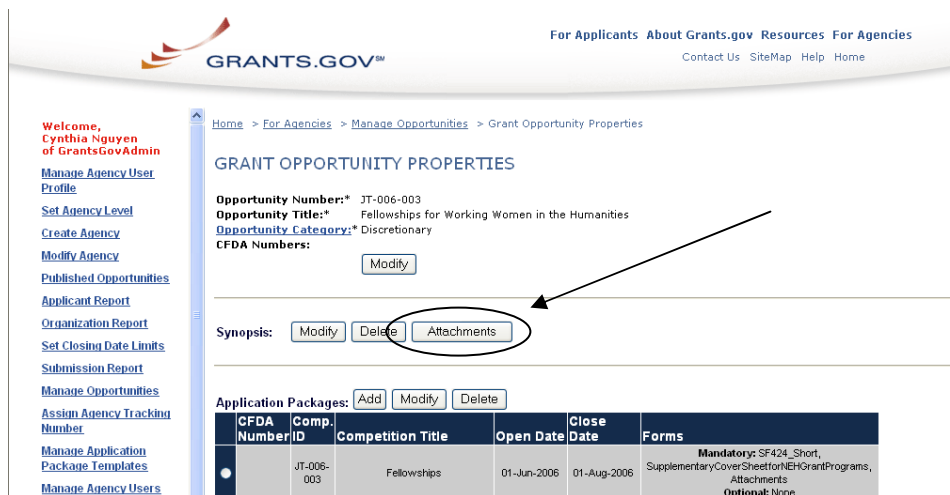 For Applicants About Grants.gov Resources For Agencies
GRANTS.GOV℠
Contact Us SiteMap Help Home
Welcome,
Cynthia Nguyen
of GrantsGovAdmin
Manage Agency User
Profile
Set Agency Level
Create Agency
Modify Agency
Published Opportunities
Applicant Report
Organization Report
Set Closing Date Limits
Submission Report
Manage Opportunities
Assign Agency Tracking
Number
Manage Application
Package Templates
Manage Agency Users
Home > For Agencies > Manage Opportunities > Grant Opportunity Properties
GRANT OPPORTUNITY PROPERTIES
Opportunity Number:* JT-006-003
Opportunity Title:* Fellowships for Working Women in the Humanities
Opportunity Category:* Discretionary
CFDA Numbers:
Modify
Synopsis: Modify Delete Attachments
Application Packages: Add Modify Delete
CFDA Number Comp. ID Competition Title Open Date Close Date Forms
JT-006-003 Fellowships 01-Jun-2006 01-Aug-2006 Mandatory: SF424_Short,
SupplementaryCoverSheetforNEHGrantPrograms,
Attachments
Optional: None